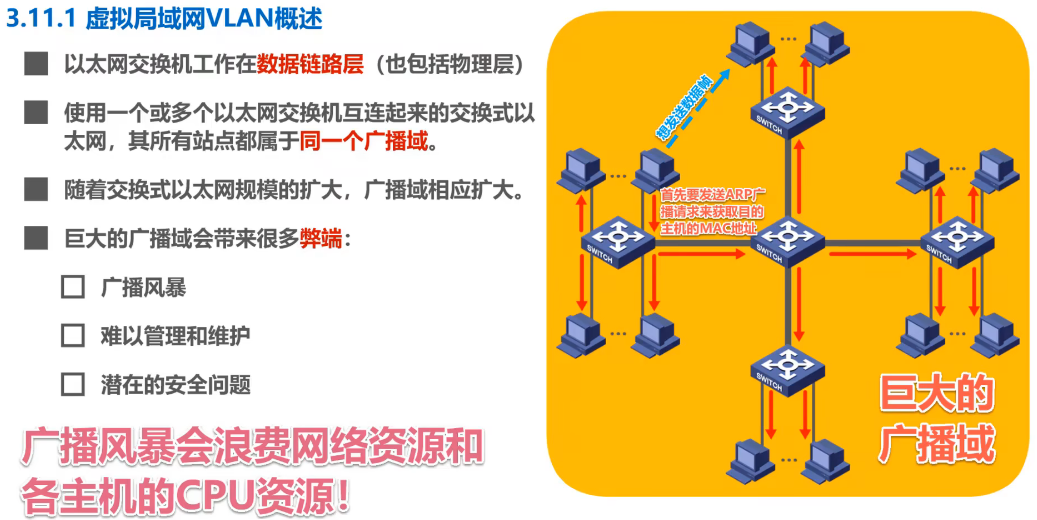 3.11.1 虚拟局域网VLAN概述
以太网交换机工作在数据链路层（也包括物理层）
使用一个或多个以太网交换机互连起来的交换式以
太网，其所有站点都属于同一个广播域。
随着交换式以太网规模的扩大，广播域相应扩大。
巨大的广播域会带来很多弊端：
广播风暴
难以管理和维护
潜在的安全问题
广播风暴会浪费网络资源和
各主机的CPU资源！
想发送数据帧
首先要发送ARP广
播请求来获取目的
主机的MAC地址
SWITCH
SWITCH
SWITCH
SWITCH
SWITCH
巨大的
广播域